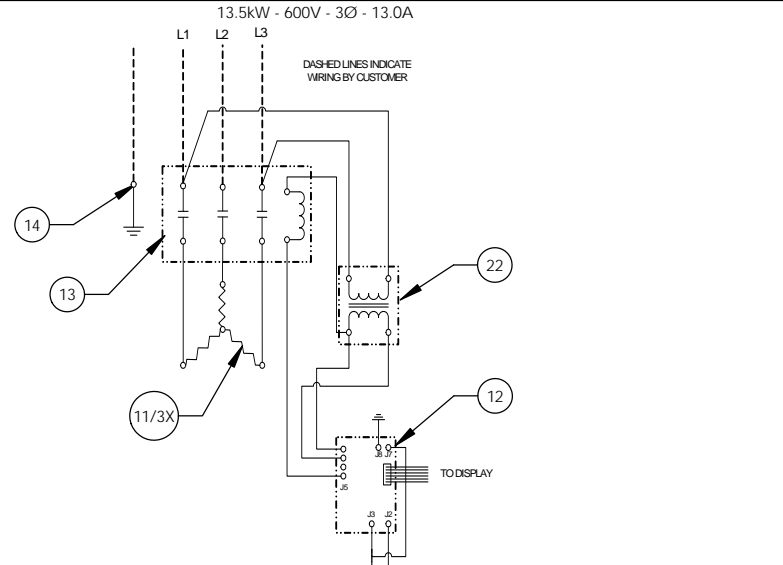 13.5kW - 600V - 3Ø - 13.0A
L1 L2 L3
DASHED LINES INDICATE
WIRING BY CUSTOMER
14
13
22
11/3X
12
J8 J7
TO DISPLAY
J5
J3 J2